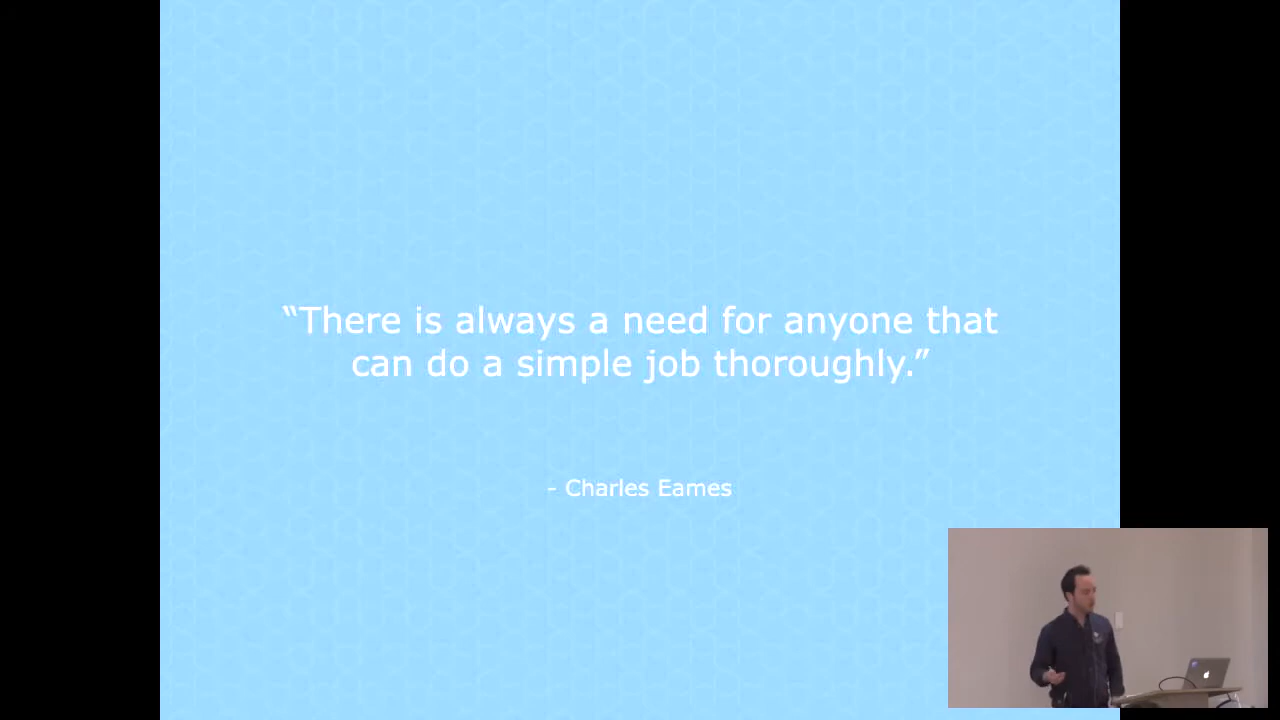 “There is always a need for anyone that
can do a simple job thoroughly.”
- Charles Eames